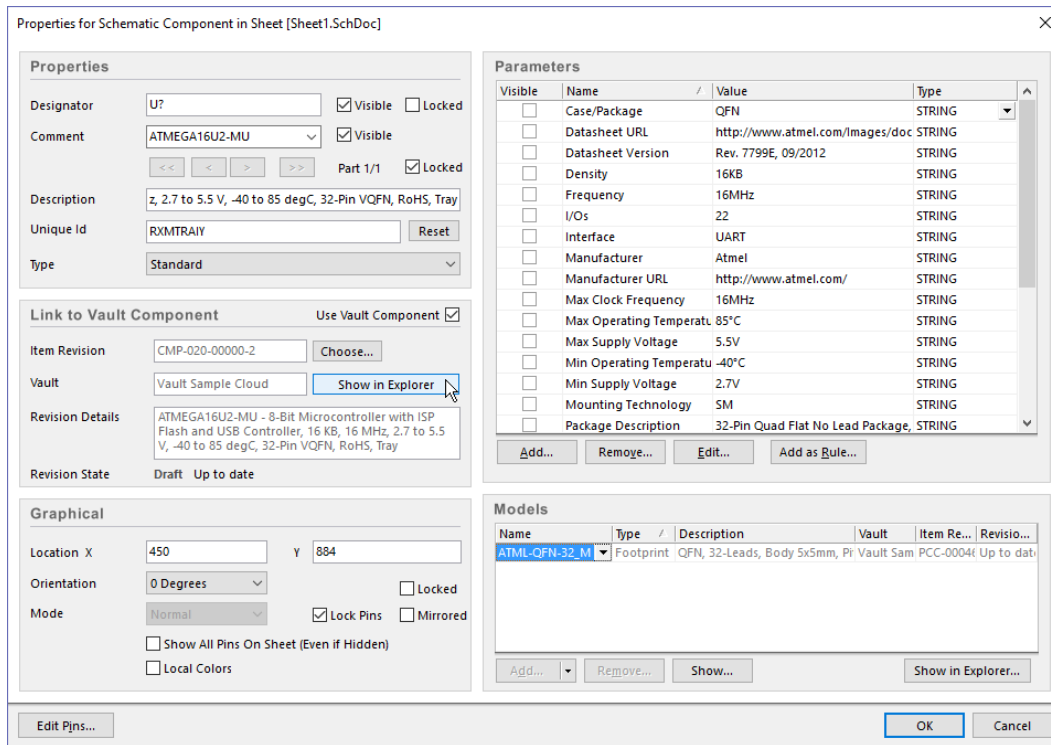 Properties for Schematic Component in Sheet [Sheet1.SchDoc]
Properties
Designator U? Visible Locked
Comment ATMEGA16U2-MU Visible
<< < > >> Part 1/1 Locked
Description z, 2.7 to 5.5 V, -40 to 85 degC, 32-Pin VQFN, RoHS, Tray
Unique Id RXMTRAIY Reset
Type Standard
Link to Vault Component Use Vault Component
Item Revision CMP-020-00000-2 Choose...
Vault Vault Sample Cloud Show in Explorer
Revision Details ATMEGA16U2-MU - 8-Bit Microcontroller with ISP
Flash and USB Controller, 16 KB, 16 MHz, 2.7 to 5.5
V, -40 to 85 degC, 32-Pin VQFN, RoHS, Tray
Revision State Draft Up to date
Graphical
Location X 450 Y 884
Orientation 0 Degrees Locked
Mode Normal Lock Pins Mirrored
Show All Pins On Sheet (Even if Hidden)
Local Colors
Parameters
Visible Name Value Type
Case/Package QFN STRING
Datasheet URL http://www.atmel.com/Images/doc STRING
Datasheet Version Rev. 7799E, 09/2012 STRING
Density 16KB STRING
Frequency 16MHz STRING
I/Os 22 STRING
Interface UART STRING
Manufacturer Atmel STRING
Manufacturer URL http://www.atmel.com/ STRING
Max Clock Frequency 16MHz STRING
Max Operating Temperatu 85°C STRING
Max Supply Voltage 5.5V STRING
Min Operating Temperatu -40°C STRING
Min Supply Voltage 2.7V STRING
Mounting Technology SM STRING
Package Description 32-Pin Quad Flat No Lead Package, STRING
Add... Remove... Edit... Add as Rule...
Models
Name Type Description Vault Item Re... Revisio...
ATML-QFN-32_M Footprint QFN, 32-Leads, Body 5x5mm, Pi Vault Sam PCC-00046 Up to dat
Add... Remove... Show... Show in Explorer...
Edit Pins... OK Cancel